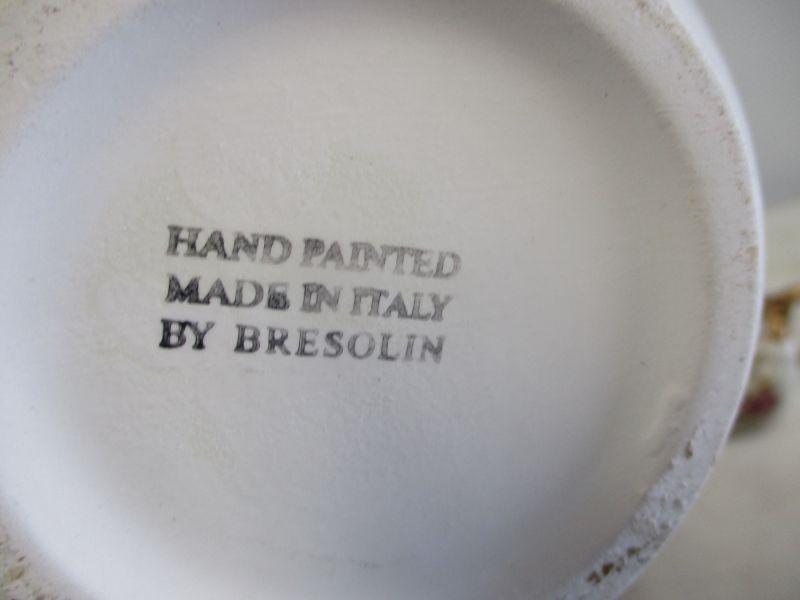 HAND PAINTED
MADE IN ITALY
BY BRESOLIN